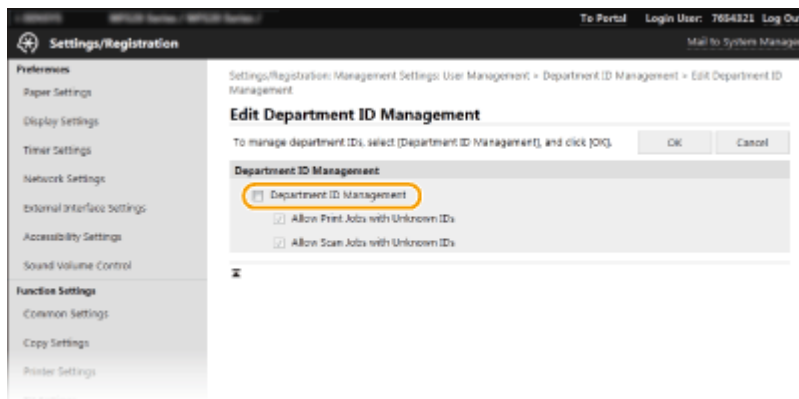 To Portal Login User: 7654321 Log Ou
Settings/Registration
Mail to System Manage
Preferences
Paper Settings
Display Settings
Timer Settings
Network Settings
External Interface Settings
Accessibility Settings
Sound Volume Control
Function Settings
Common Settings
Copy Settings
Printer Settings
Settings/Registration: Management Settings: User Management > Department ID Management > Edit Department ID
Management
Edit Department ID Management
To manage department IDs, select [Department ID Management], and click [OK].
OK
Cancel
Department ID Management
Department ID Management
Allow Print Jobs with Unknown IDs
Allow Scan Jobs with Unknown IDs